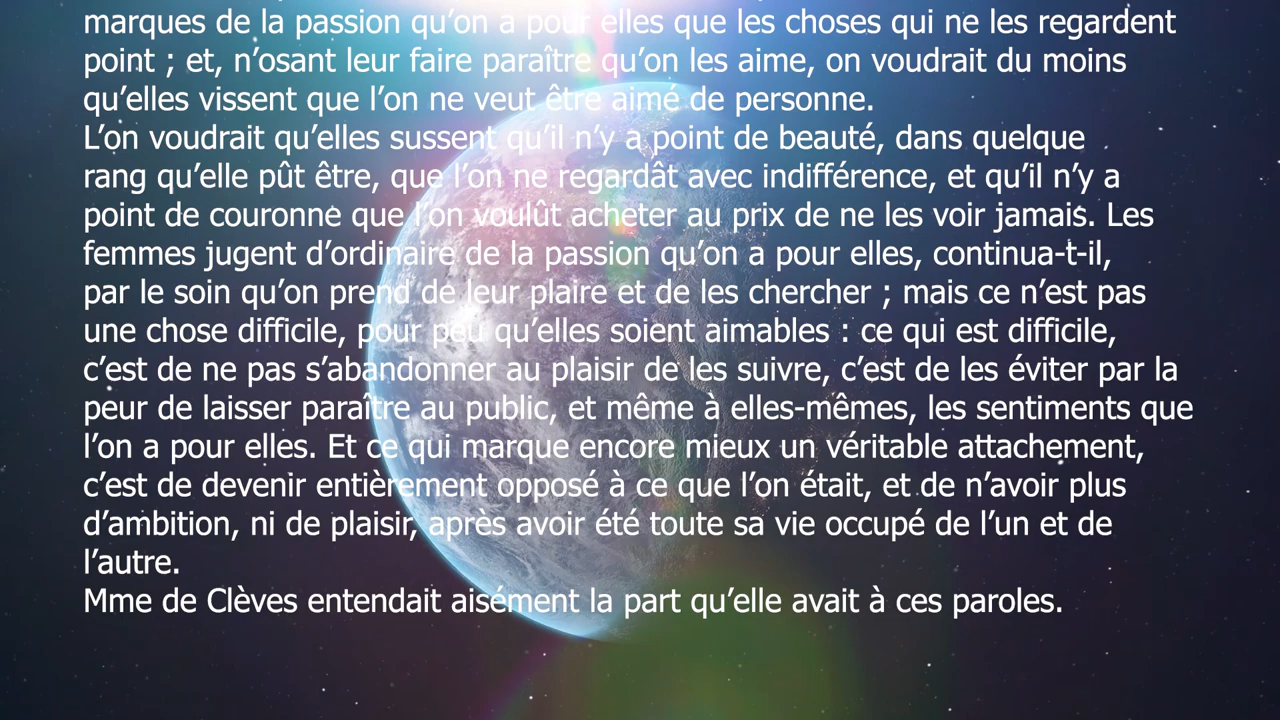 marques de la passion qu’on a pour elles que les choses qui ne les regardent
point ; et, n’osant leur faire paraître qu’on les aime, on voudrait du moins
qu’elles vissent que l’on ne veut être aimé de personne.
L’on voudrait qu’elles sussent qu’il n’y a point de beauté, dans quelque
rang qu’elle pût être, que l’on ne regardât avec indifférence, et qu’il n’y a
point de couronne que l’on voulût acheter au prix de ne les voir jamais. Les
femmes jugent d’ordinaire de la passion qu’on a pour elles, continua-t-il,
par le soin qu’on prend de leur plaire et de les chercher ; mais ce n’est pas
une chose difficile, pour peu qu’elles soient aimables : ce qui est difficile,
c’est de ne pas s’abandonner au plaisir de les suivre, c’est de les éviter par la
peur de laisser paraître au public, et même à elles-mêmes, les sentiments que
l’on a pour elles. Et ce qui marque encore mieux un véritable attachement,
c’est de devenir entièrement opposé à ce que l’on était, et de n’avoir plus
d’ambition, ni de plaisir, après avoir été toute sa vie occupé de l’un et de
l’autre.
Mme de Clèves entendait aisément la part qu’elle avait à ces paroles.